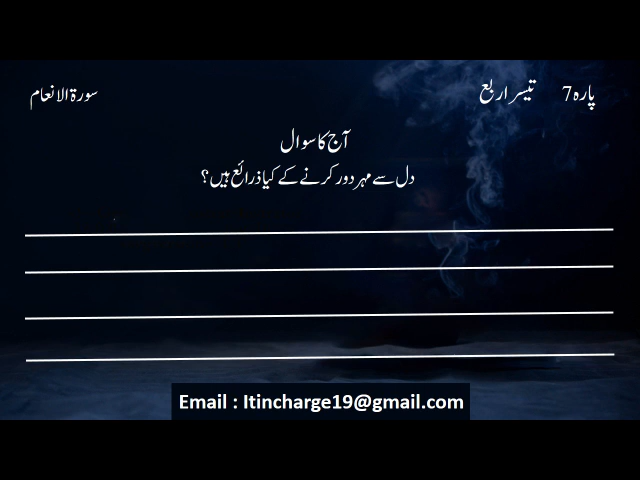 پارہ 7 تیسرا ربع سورۃ الانعام
آج کا سوال
دل سے مہر دور کرنے کے کیا ذرائع ہیں؟
Email : Itincharge19@gmail.com